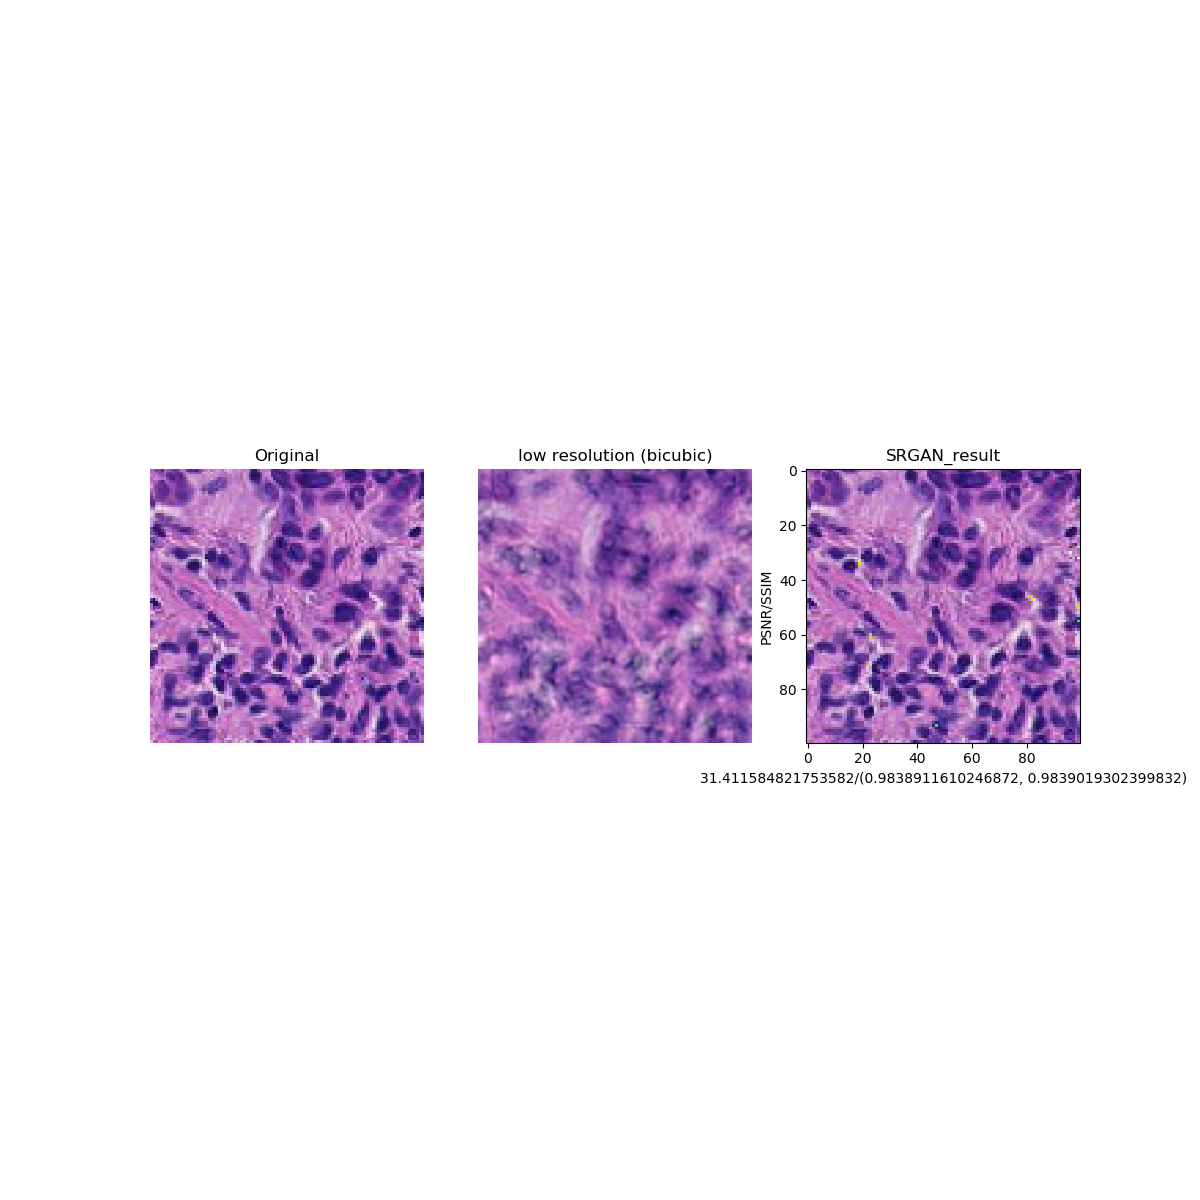 Original
low resolution (bicubic)
SRGAN_result
0
20
40
60
80
PSNR/SSIM
0 20 40 60 80
31.411584821753582/(0.9838911610246872, 0.9839019302399832)